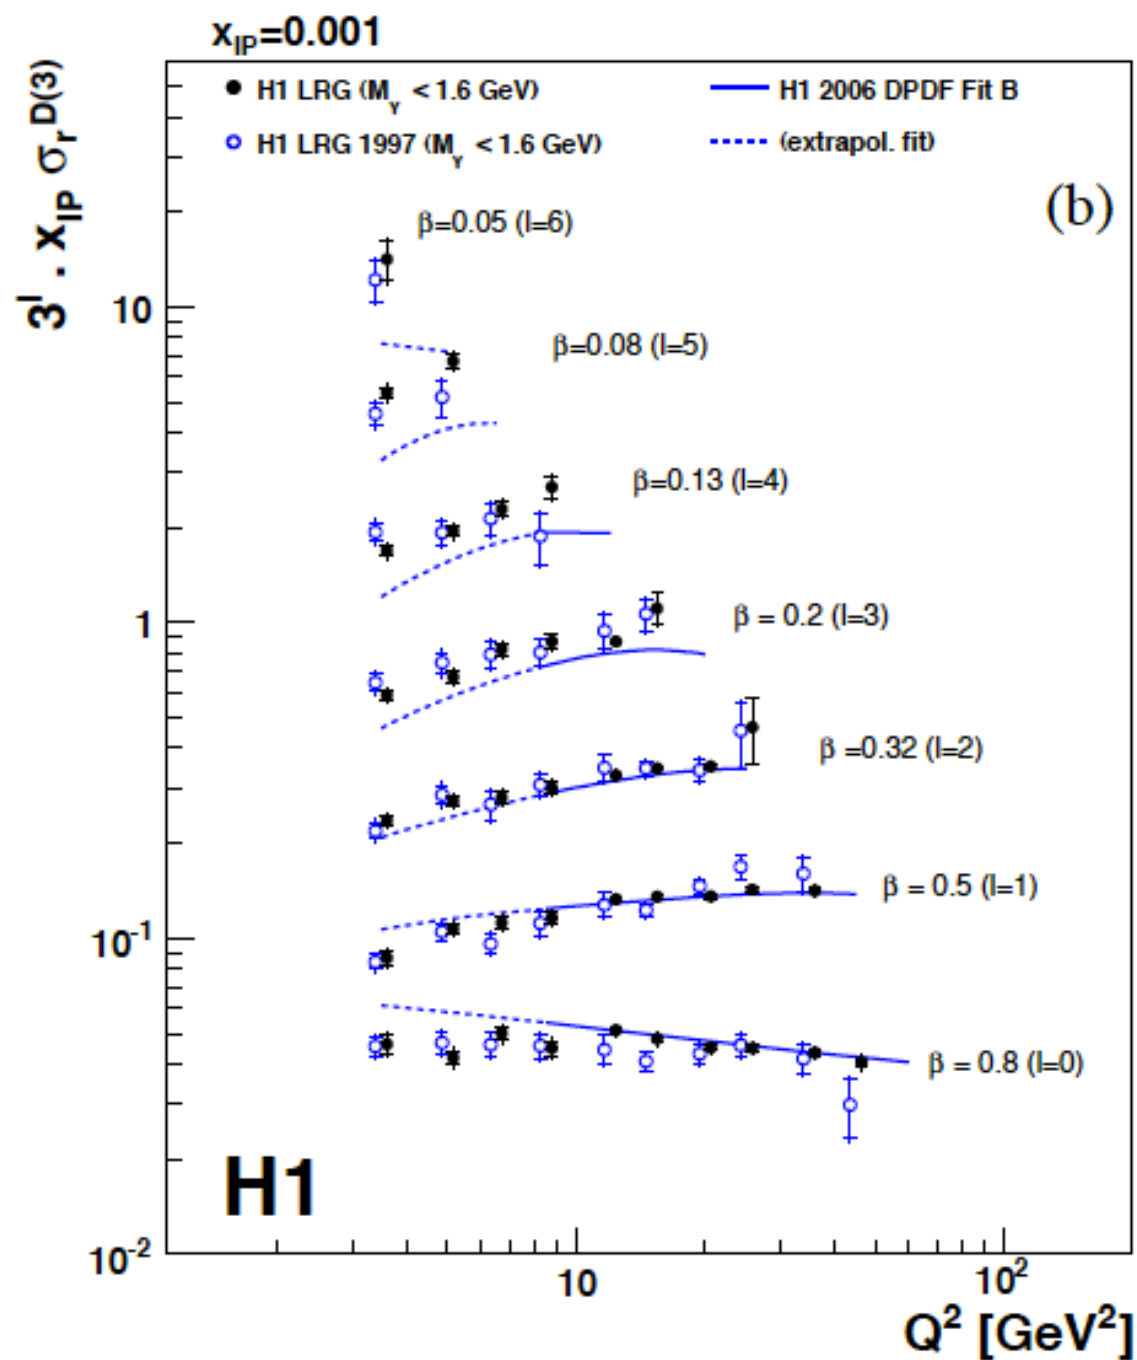 x_IP=0.001
H1 LRG (M_Y < 1.6 GeV)
H1 2006 DPDF Fit B
H1 LRG 1997 (M_Y < 1.6 GeV)
(extrapol. fit)
(b)
3^l · x_IP σ_r^D(3)
β=0.05 (l=6)
10
β=0.08 (l=5)
β=0.13 (l=4)
1
β = 0.2 (l=3)
β =0.32 (l=2)
β = 0.5 (l=1)
10^-1
β = 0.8 (l=0)
H1
10^-2
10
10^2
Q^2 [GeV^2]